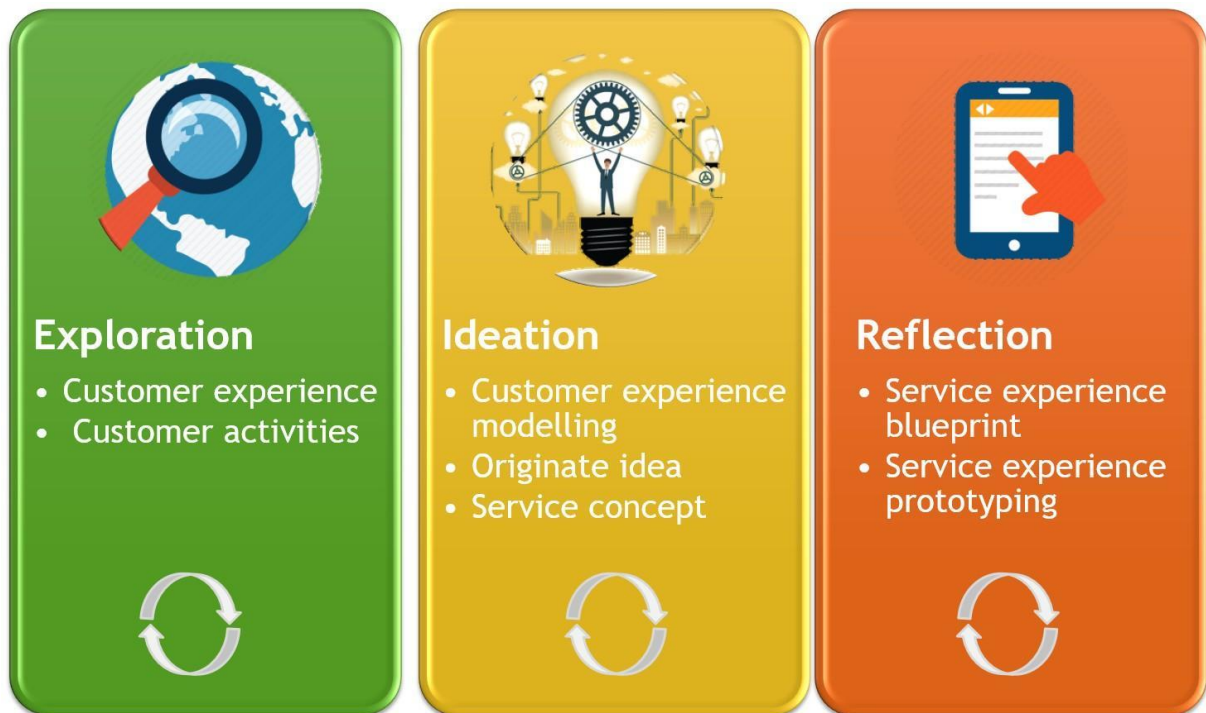 Exploration
• Customer experience
• Customer activities
Ideation
• Customer experience
modelling
• Originate idea
• Service concept
Reflection
• Service experience
blueprint
• Service experience
prototyping